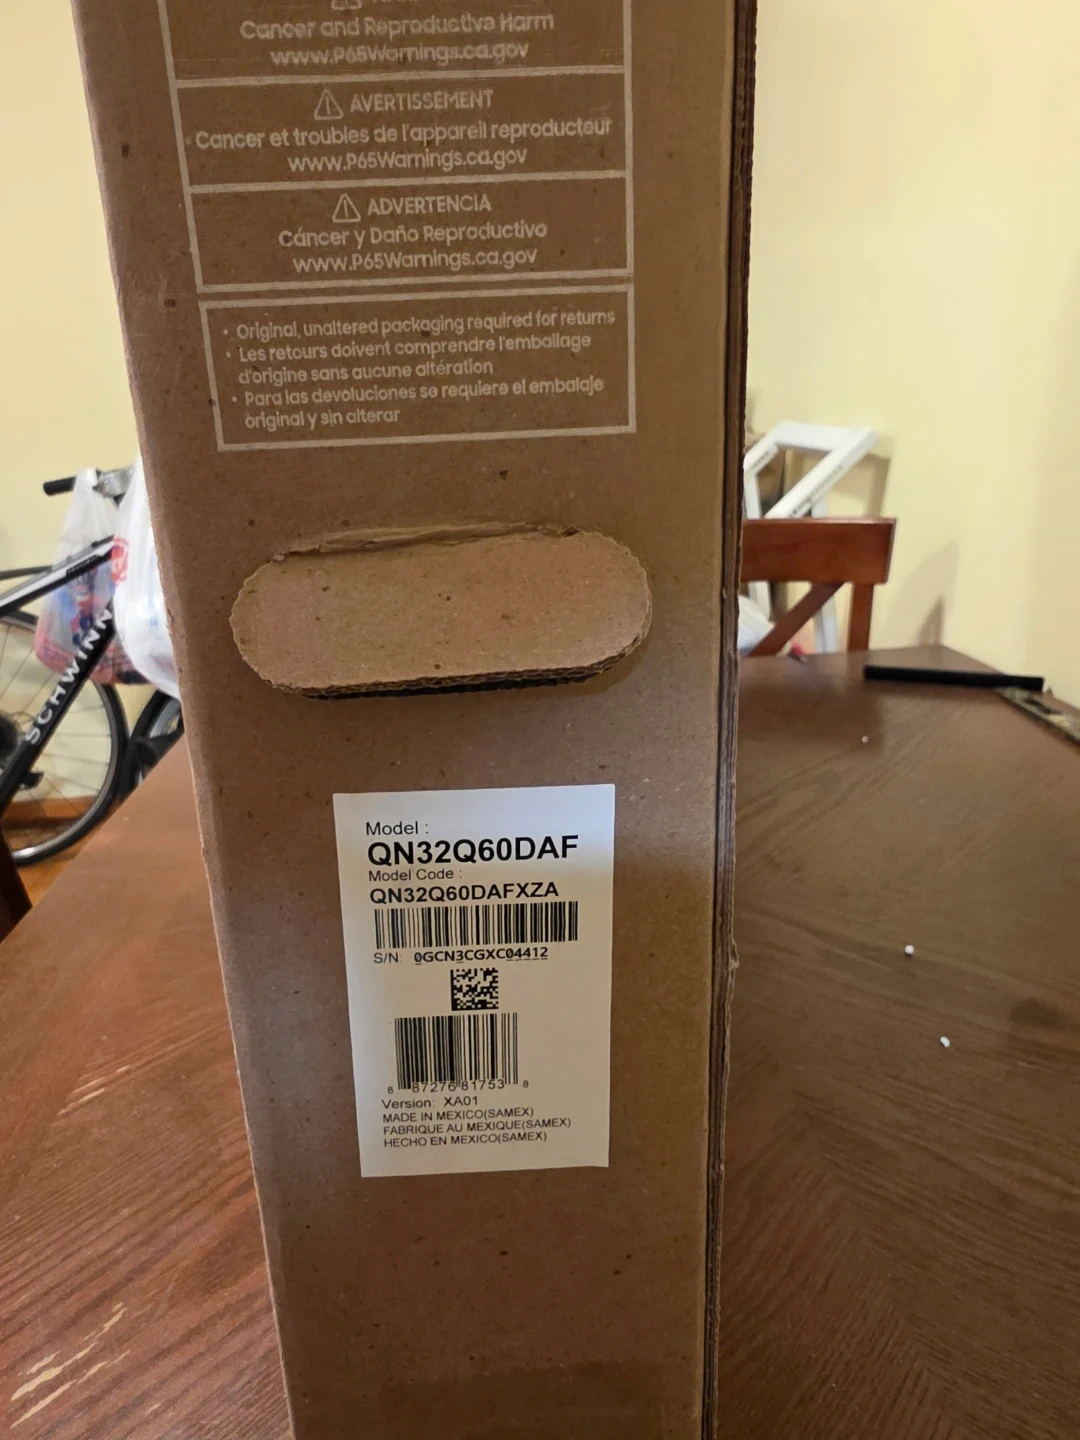 Cancer and Reproductive Harm
www.P65Warnings.ca.gov
⚠ AVERTISSEMENT
Cancer et troubles de l'appareil reproducteur
www.P65Warnings.ca.gov
⚠ ADVERTENCIA
Cáncer y Daño Reproductivo
www.P65Warnings.ca.gov
• Original, unaltered packaging required for returns
• Les retours doivent comprendre l'emballage
d'origine sans aucune altération
• Para las devoluciones se requiere el embalaje
original y sin alterar
SCHWINN
Model :
QN32Q60DAF
Model Code :
QN32Q60DAFXZA
S/N: 0GCN3CGXC04412
8 87276 81753 8
Version: XA01
MADE IN MEXICO(SAMEX)
FABRIQUE AU MEXIQUE(SAMEX)
HECHO EN MEXICO(SAMEX)